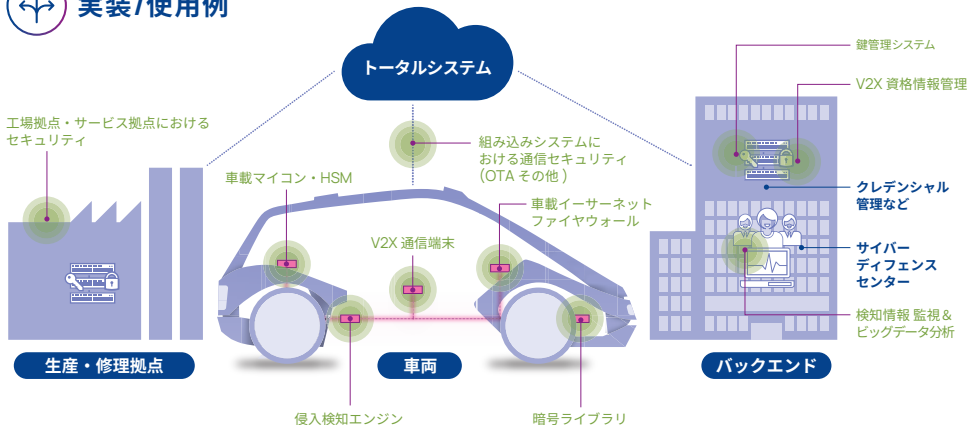 実装/使用例
トータルシステム
鍵管理システム
V2X 資格情報管理
工場拠点・サービス拠点における
セキュリティ
組み込みシステムに
おける通信セキュリティ
(OTA その他 )
車載マイコン・HSM
車載イーサーネット
ファイヤウォール
クレデンシャル
管理など
V2X 通信端末
サイバー
ディフェンス
センター
検知情報 監視&
ビッグデータ分析
生産・修理拠点
車両
バックエンド
侵入検知エンジン
暗号ライブラリ